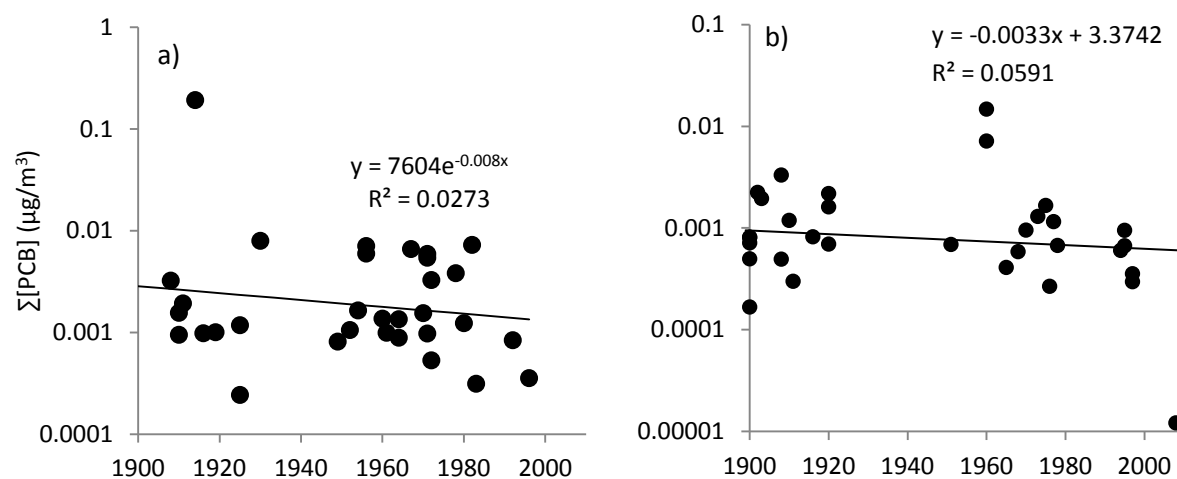 a)
y = 7604e^-0.008x
R² = 0.0273
∑[PCB] (µg/m³)
1
0.1
0.01
0.001
0.0001
1900 1920 1940 1960 1980 2000
b)
y = -0.0033x + 3.3742
R² = 0.0591
0.1
0.01
0.001
0.0001
0.00001
1900 1920 1940 1960 1980 2000